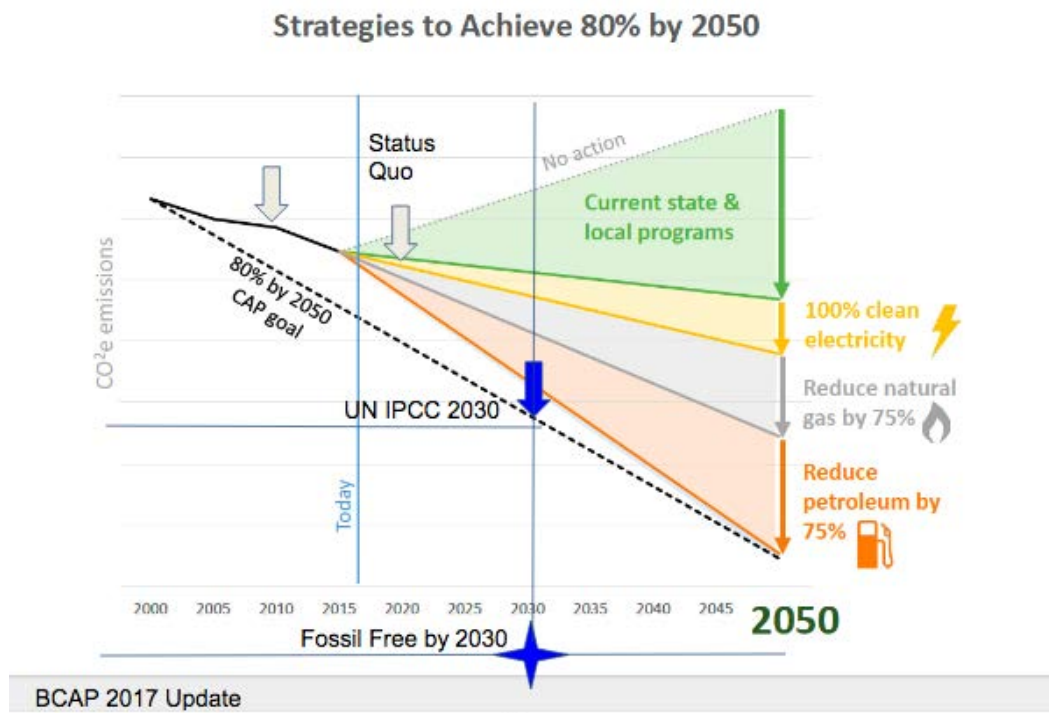 Strategies to Achieve 80% by 2050
Status
Quo
No action
Current state &
local programs
80% by 2050
CAP goal
CO²e emissions
100% clean
electricity
Reduce natural
gas by 75%
UN IPCC 2030
Reduce
petroleum by
75%
Today
2000 2005 2010 2015 2020 2025 2030 2035 2040 2045 2050
Fossil Free by 2030
BCAP 2017 Update